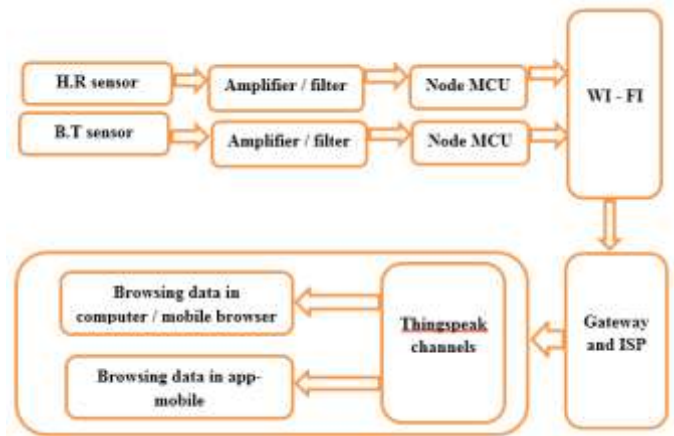 H.R sensor
Amplifier / filter
Node MCU
WI - FI
B.T sensor
Amplifier / filter
Node MCU
Browsing data in
computer / mobile browser
Thingspeak
channels
Gateway
and ISP
Browsing data in app-
mobile